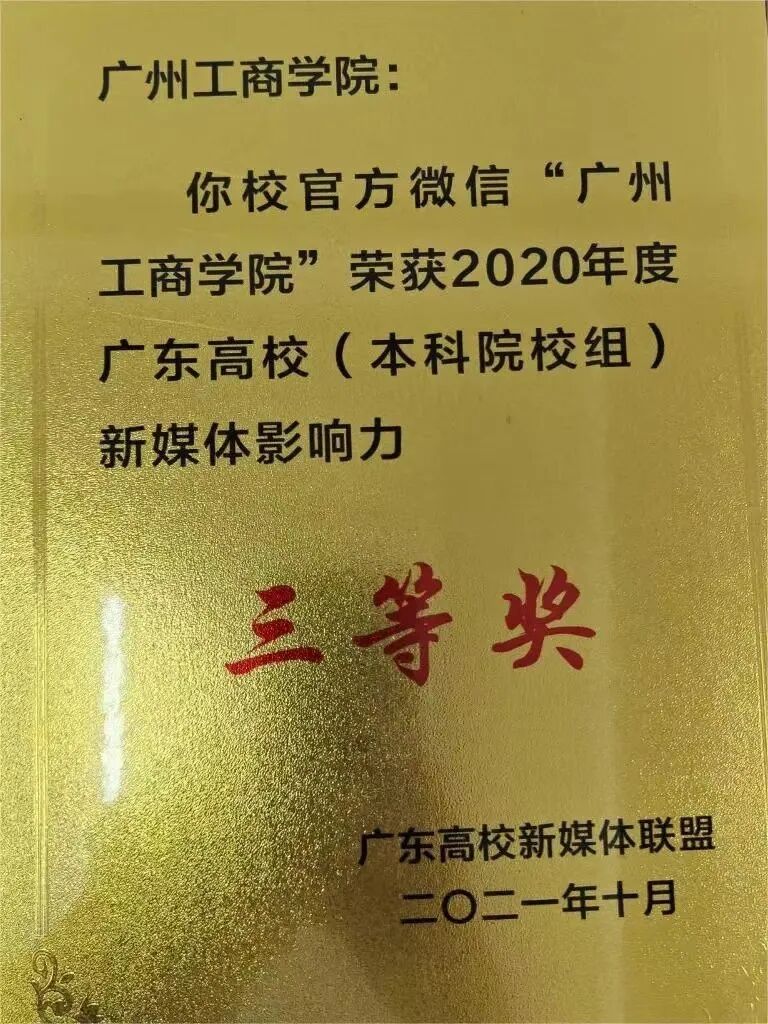 广州工商学院：
你校官方微信“广州
工商学院”荣获2020年度
广东高校（本科院校组）
新媒体影响力
三等奖
广东高校新媒体联盟
二〇二一年十月